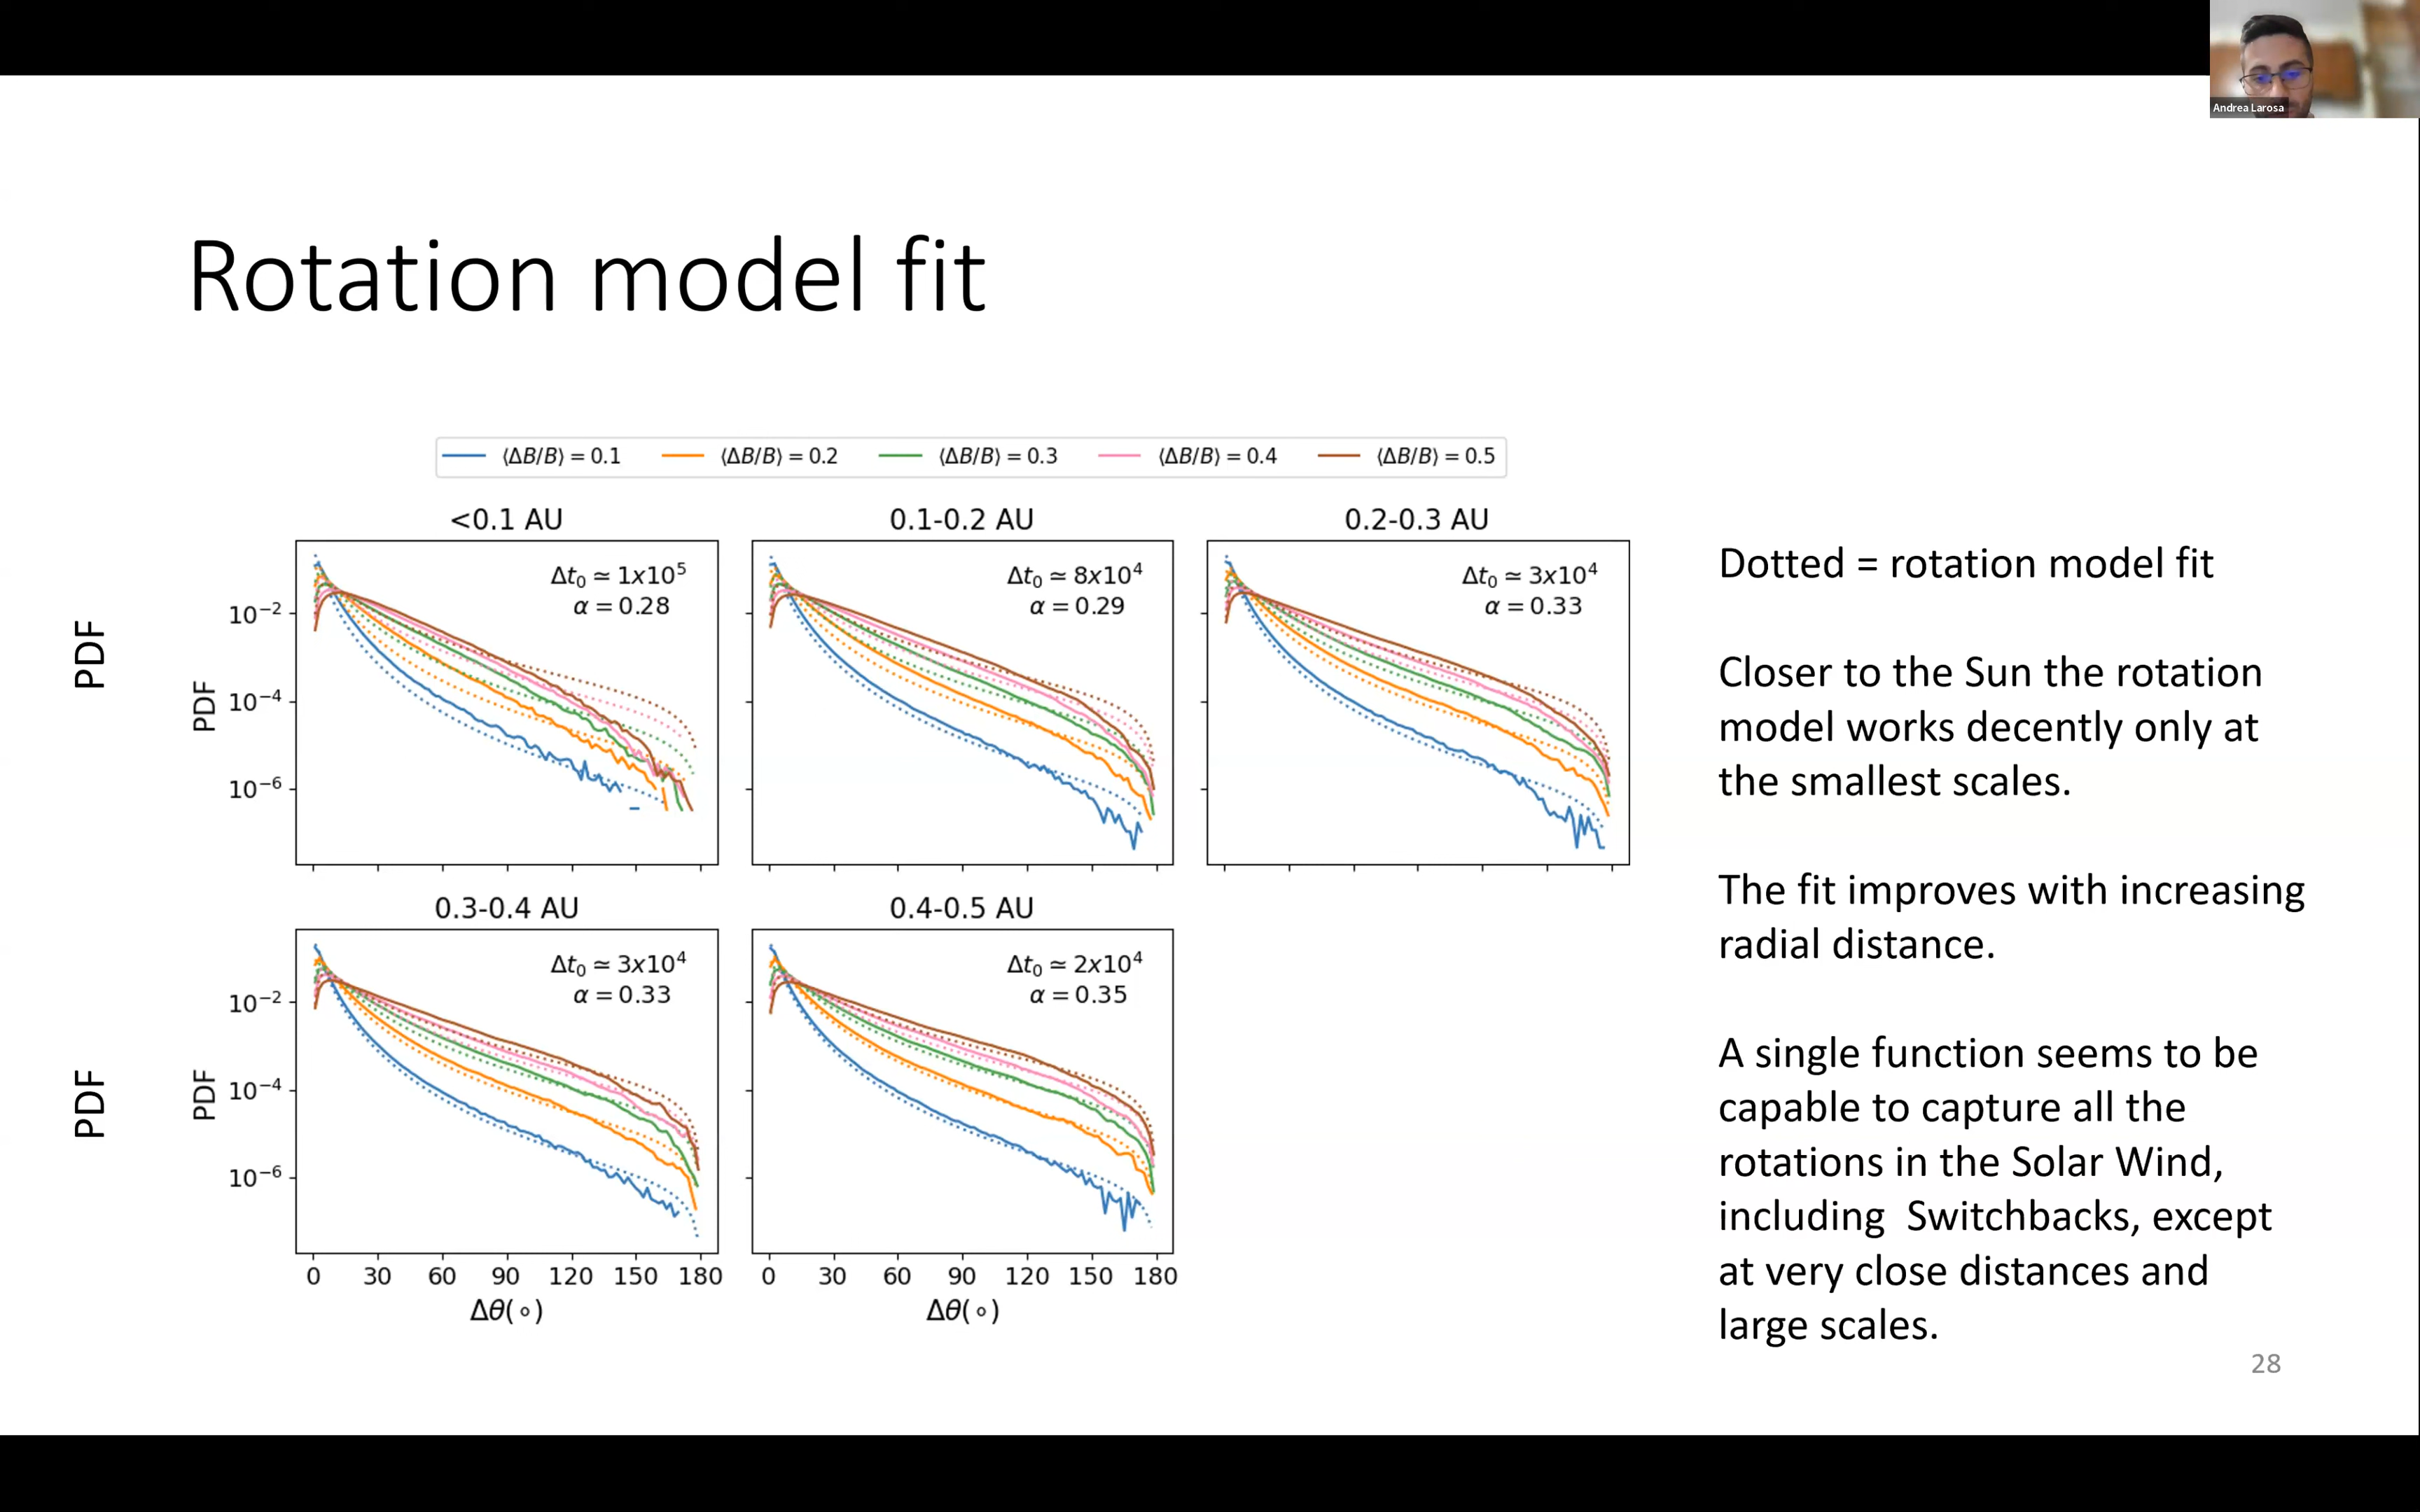 Andrea Larosa
Rotation model fit
⟨ΔB/B⟩ = 0.1 ⟨ΔB/B⟩ = 0.2 ⟨ΔB/B⟩ = 0.3 ⟨ΔB/B⟩ = 0.4 ⟨ΔB/B⟩ = 0.5
<0.1 AU
Δt₀ ≃ 1x10⁵
α = 0.28
PDF
PDF
10⁻²
10⁻⁴
10⁻⁶
0.1-0.2 AU
Δt₀ ≃ 8x10⁴
α = 0.29
0.2-0.3 AU
Δt₀ ≃ 3x10⁴
α = 0.33
0.3-0.4 AU
Δt₀ ≃ 3x10⁴
α = 0.33
PDF
PDF
10⁻²
10⁻⁴
10⁻⁶
0 30 60 90 120 150 180
Δθ(∘)
0.4-0.5 AU
Δt₀ ≃ 2x10⁴
α = 0.35
0 30 60 90 120 150 180
Δθ(∘)
Dotted = rotation model fit
Closer to the Sun the rotation
model works decently only at
the smallest scales.
The fit improves with increasing
radial distance.
A single function seems to be
capable to capture all the
rotations in the Solar Wind,
including  Switchbacks, except
at very close distances and
large scales.
28